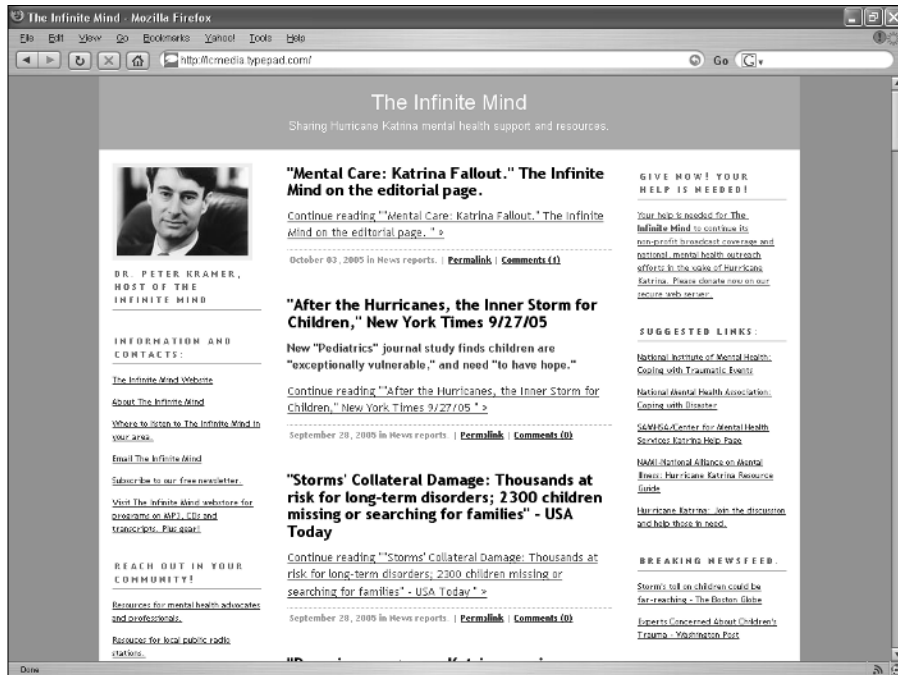 The Infinite Mind - Mozilla Firefox
File Edit View Go Bookmarks Yahoo! Tools Help
http://lcmedia.typepad.com/
Go
G
The Infinite Mind
Sharing Hurricane Katrina mental health support and resources.
DR. PETER KRAMER,
HOST OF THE
INFINITE MIND
INFORMATION AND
CONTACTS:
The Infinite Mind Website
About The Infinite Mind
Where to listen to The Infinite Mind in
your area.
Email The Infinite Mind
Subscribe to our free newsletter.
Visit The Infinite Mind webstore for
programs on MP3, CDs and
transcripts. Plus gear!
REACH OUT IN YOUR
COMMUNITY!
Resources for mental health advocates
and professionals.
Resouces for local public radio
stations.
"Mental Care: Katrina Fallout." The Infinite
Mind on the editorial page.
Continue reading ""Mental Care: Katrina Fallout." The Infinite
Mind on the editorial page. " »
October 03, 2005 in News reports. | Permalink | Comments (1)
"After the Hurricanes, the Inner Storm for
Children," New York Times 9/27/05
New "Pediatrics" journal study finds children are
"exceptionally vulnerable," and need "to have hope."
Continue reading ""After the Hurricanes, the Inner Storm for
Children," New York Times 9/27/05 " »
September 28, 2005 in News reports. | Permalink | Comments (0)
"Storms' Collateral Damage: Thousands at
risk for long-term disorders; 2300 children
missing or searching for families" - USA
Today
Continue reading ""Storms' Collateral Damage: Thousands at
risk for long-term disorders; 2300 children missing or
searching for families" - USA Today " »
September 28, 2005 in News reports. | Permalink | Comments (0)
GIVE NOW! YOUR
HELP IS NEEDED!
Your help is needed for The
Infinite Mind to continue its
non-profit broadcast coverage and
national, mental health outreach
efforts in the wake of Hurricane
Katrina. Please donate now on our
secure web server.
SUGGESTED LINKS:
National Institute of Mental Health:
Coping with Traumatic Events
National Mental Health Association:
Coping with Disaster
SAMHSA/Center for Mental Health
Services Katrina Help Page
NAMI-National Alliance on Mental
Illness: Hurricane Katrina Resource
Guide
Hurricane Katrina: Join the discussion
and help those in need.
BREAKING NEWSFEED.
Storm's toll on children could be
far-reaching - The Boston Globe
Experts Concerned About Children's
Trauma - Washington Post
Done